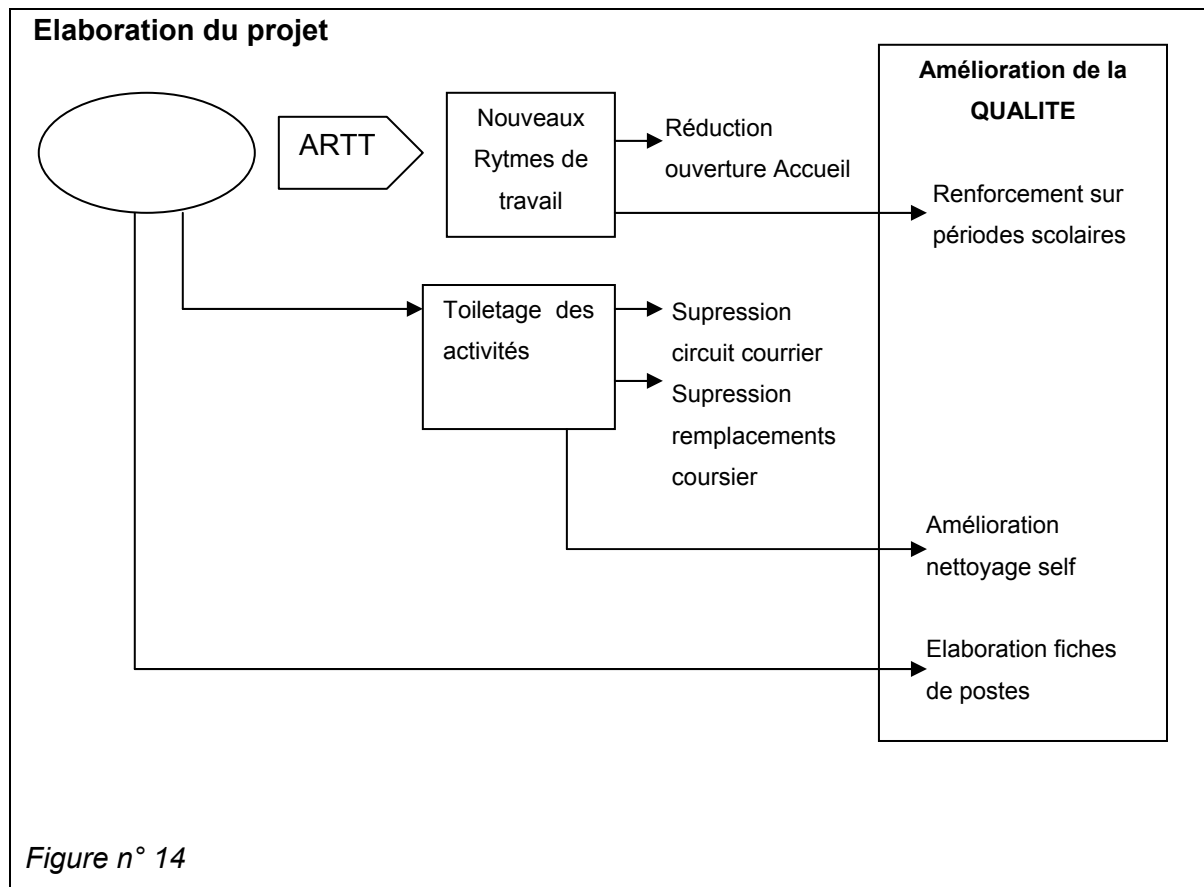 Elaboration du projet
ARTT
Nouveaux
Rytmes de
travail
Réduction
ouverture Accueil
Toiletage des
activités
Supression
circuit courrier
Supression
remplacements
coursier
Amélioration de la
QUALITE
Renforcement sur
périodes scolaires
Amélioration
nettoyage self
Elaboration fiches
de postes
Figure n° 14